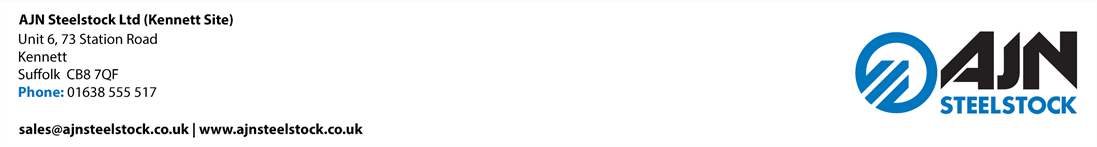 AJN Steelstock Ltd (Kennett Site)
Unit 6, 73 Station Road
Kennett
Suffolk  CB8 7QF
Phone: 01638 555 517
sales@ajnsteelstock.co.uk | www.ajnsteelstock.co.uk
AJN
STEELSTOCK